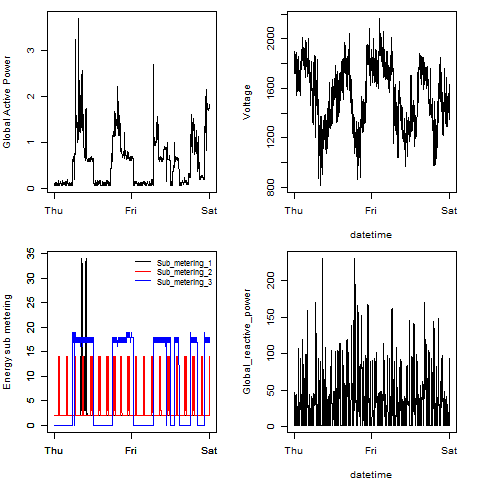 Global Active Power
3
2
1
0
Thu
Fri
Sat
Voltage
2000
1600
1200
800
Thu
Fri
Sat
datetime
Energy sub metering
35
30
25
20
15
10
5
0
Sub_metering_1
Sub_metering_2
Sub_metering_3
Thu
Fri
Sat
Global_reactive_power
200
150
100
50
0
Thu
Fri
Sat
datetime